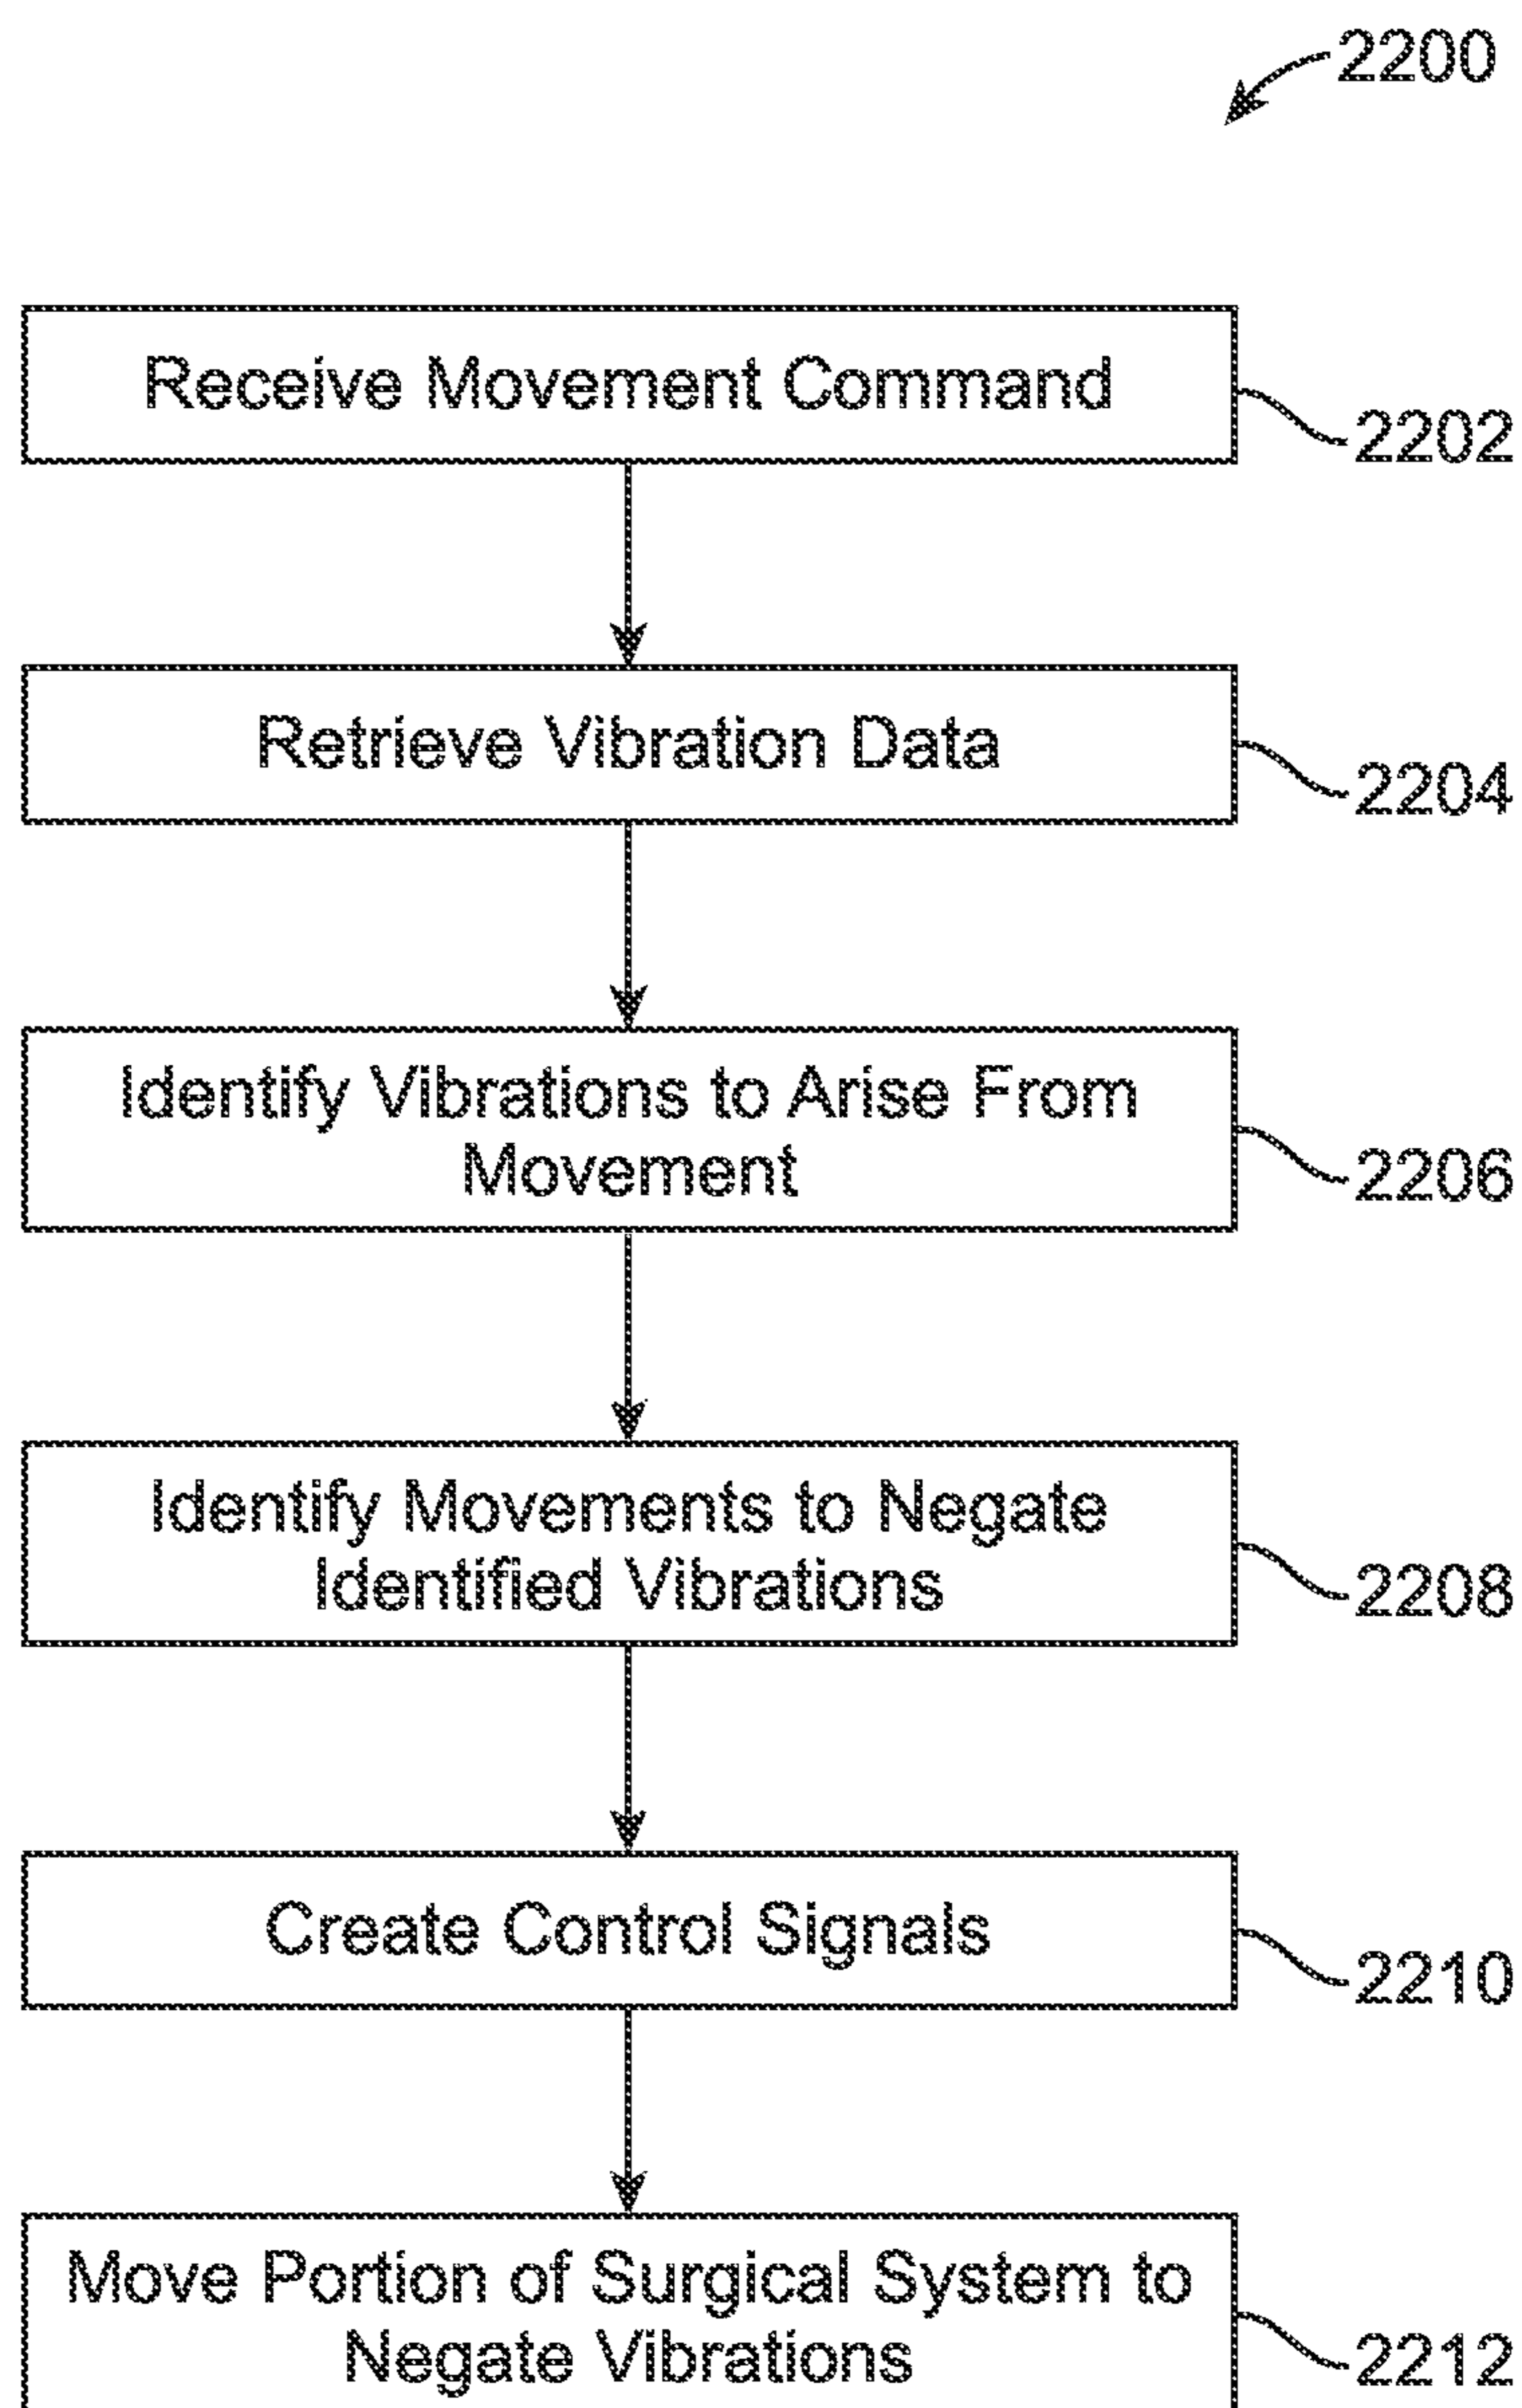 2200
Receive Movement Command
2202
Retrieve Vibration Data
2204
Identify Vibrations to Arise From
Movement
2206
Identify Movements to Negate
Identified Vibrations
2208
Create Control Signals
2210
Move Portion of Surgical System to
Negate Vibrations
2212